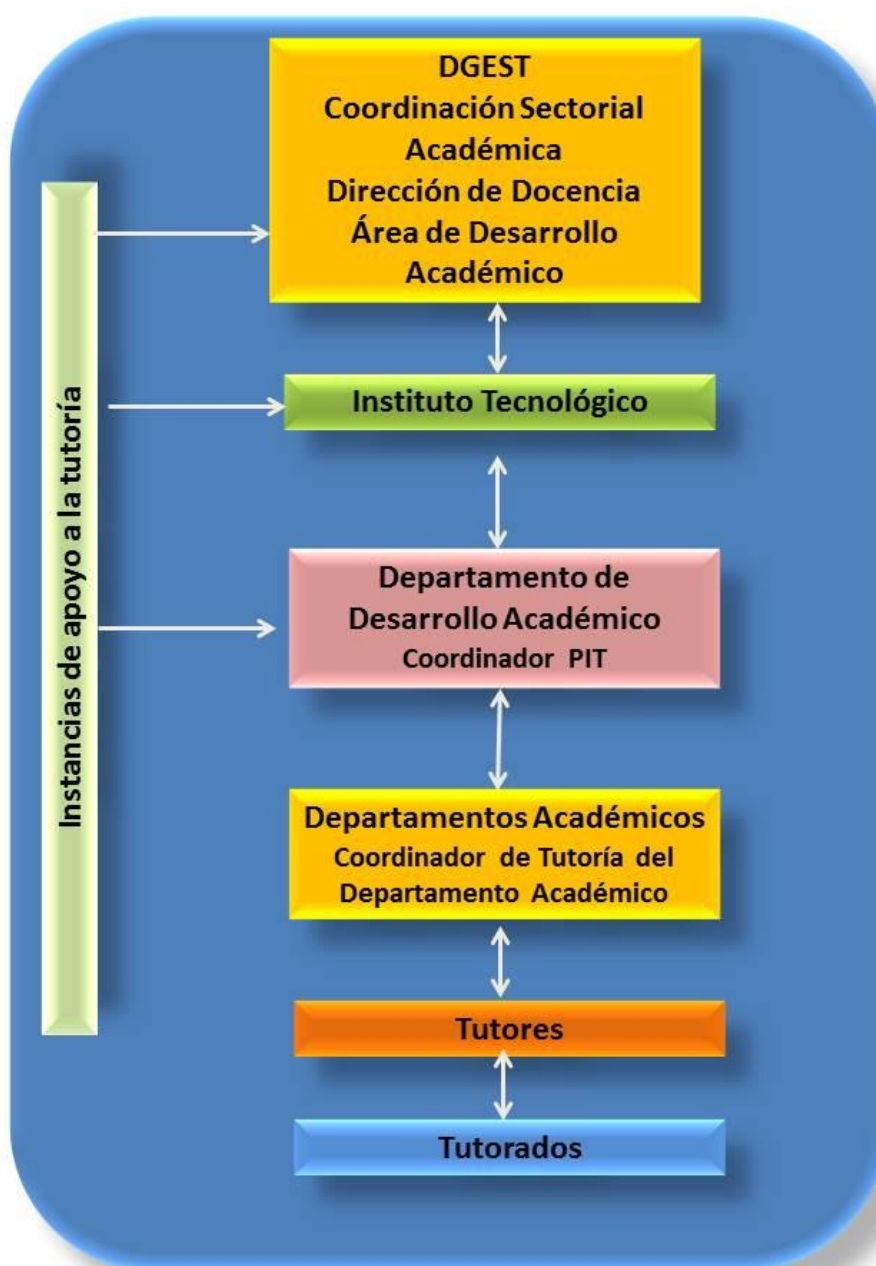 DGEST
Coordinación Sectorial
Académica
Dirección de Docencia
Área de Desarrollo
Académico
Instancias de apoyo a la tutoría
Instituto Tecnológico
Departamento de
Desarrollo Académico
Coordinador PIT
Departamentos Académicos
Coordinador de Tutoría del
Departamento Académico
Tutores
Tutorados